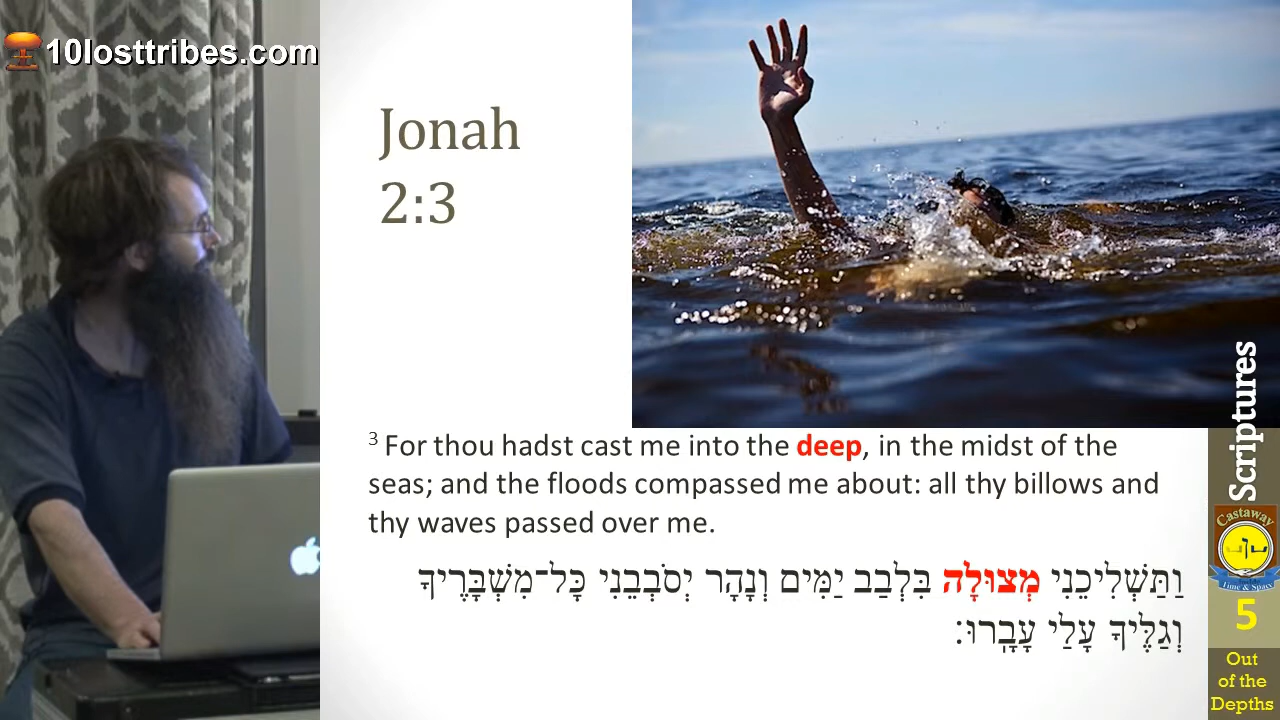 10losttribes.com
Jonah
2:3
3 For thou hadst cast me into the deep, in the midst of the
seas; and the floods compassed me about: all thy billows and
thy waves passed over me.
וַתַּשְׁלִיכֵנִי מְצוּלָה בִּלְבַב יַמִּים וְנָהָר יְסֹבְבֵנִי כָּל־מִשְׁבָּרֶיךָ
וְגַלֶּיךָ עָלַי עָבָרוּ׃
Scriptures
Castaway
Time & Space
5
Out
of the
Depths